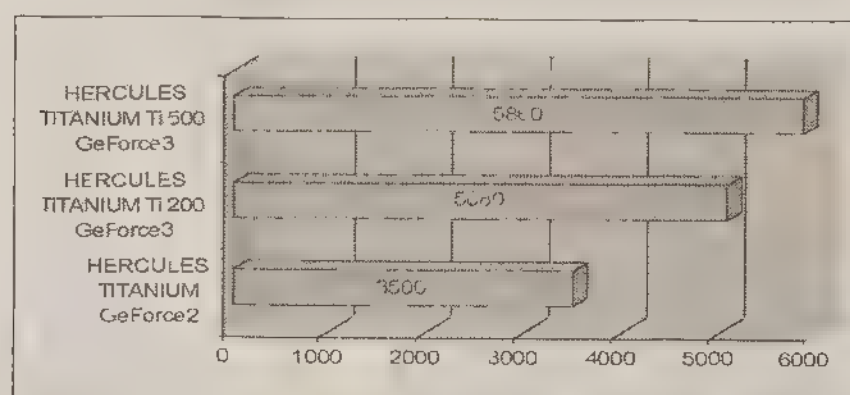 HERCULES
TITANIUM Ti 500
GeForce3
HERCULES
TITANIUM Ti 200
GeForce3
HERCULES
TITANIUM
GeForce2
3500
0 1000 2000 3000 4000 5000 6000